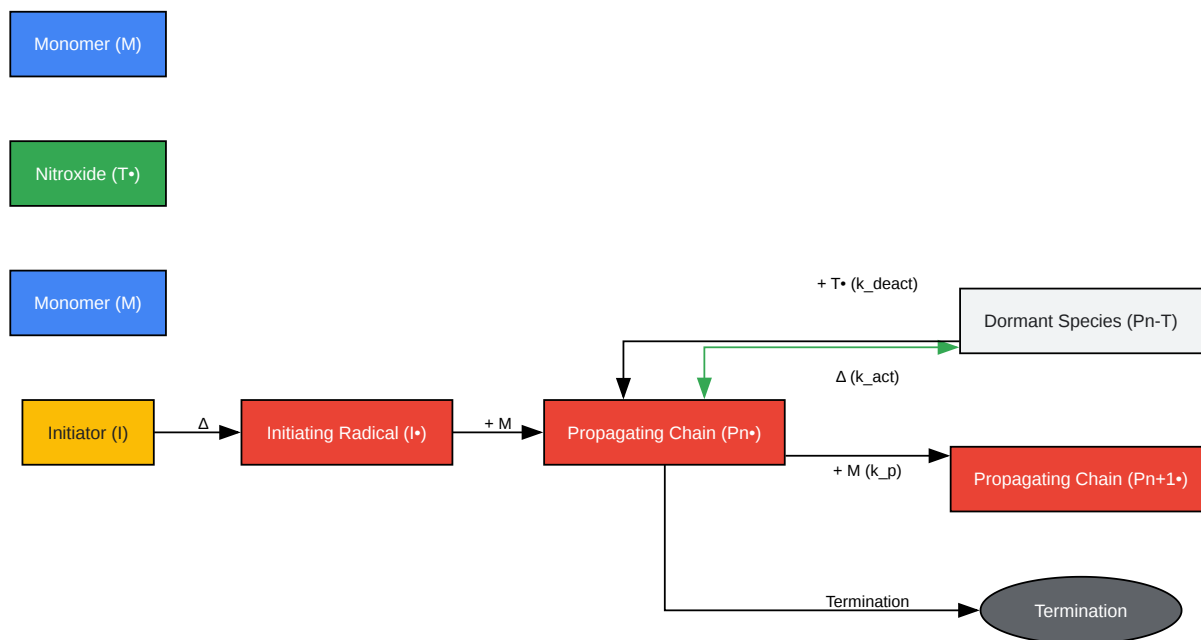 Monomer (M)
Nitroxide (T•)
Monomer (M)
+ T• (k_deact)
Dormant Species (Pn-T)
Δ (k_act)
Initiator (I)
Δ
Initiating Radical (I•)
+ M
Propagating Chain (Pn•)
+ M (k_p)
Propagating Chain (Pn+1•)
Termination
Termination